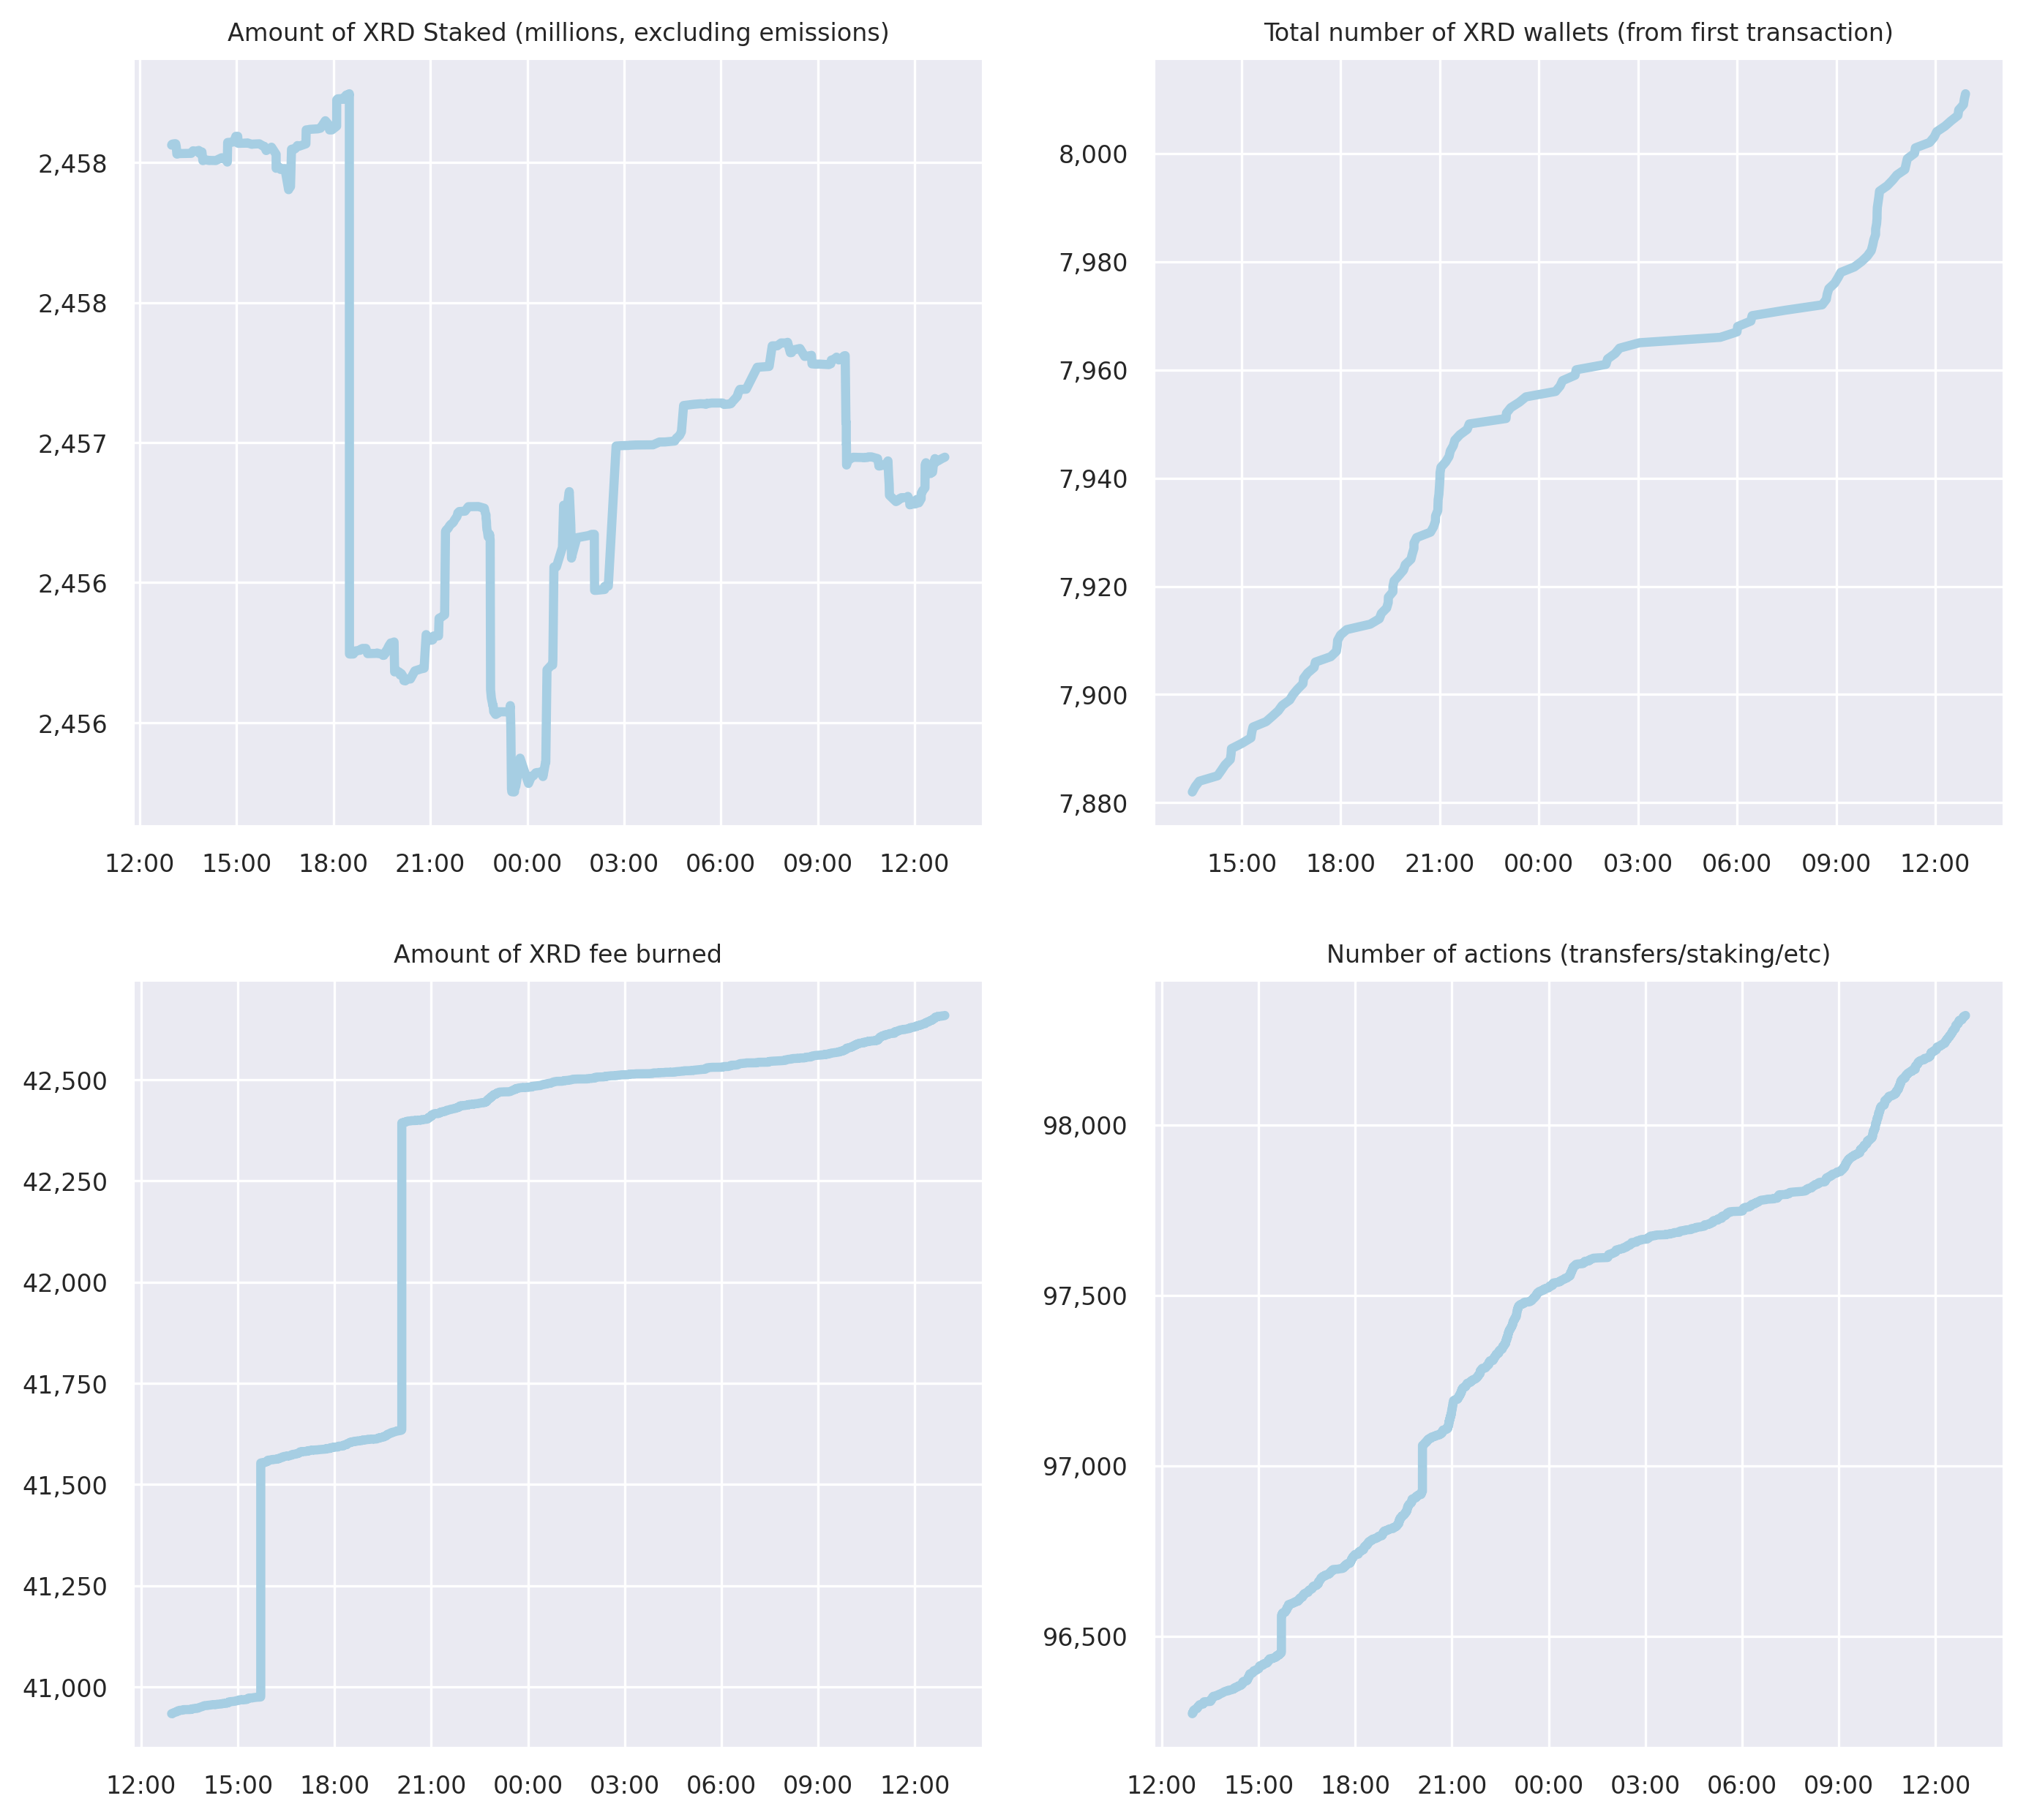 Amount of XRD Staked (millions, excluding emissions)
2,458
2,458
2,457
2,456
2,456
12:00 15:00 18:00 21:00 00:00 03:00 06:00 09:00 12:00
Total number of XRD wallets (from first transaction)
8,000
7,980
7,960
7,940
7,920
7,900
7,880
15:00 18:00 21:00 00:00 03:00 06:00 09:00 12:00
Amount of XRD fee burned
42,500
42,250
42,000
41,750
41,500
41,250
41,000
12:00 15:00 18:00 21:00 00:00 03:00 06:00 09:00 12:00
Number of actions (transfers/staking/etc)
98,000
97,500
97,000
96,500
12:00 15:00 18:00 21:00 00:00 03:00 06:00 09:00 12:00